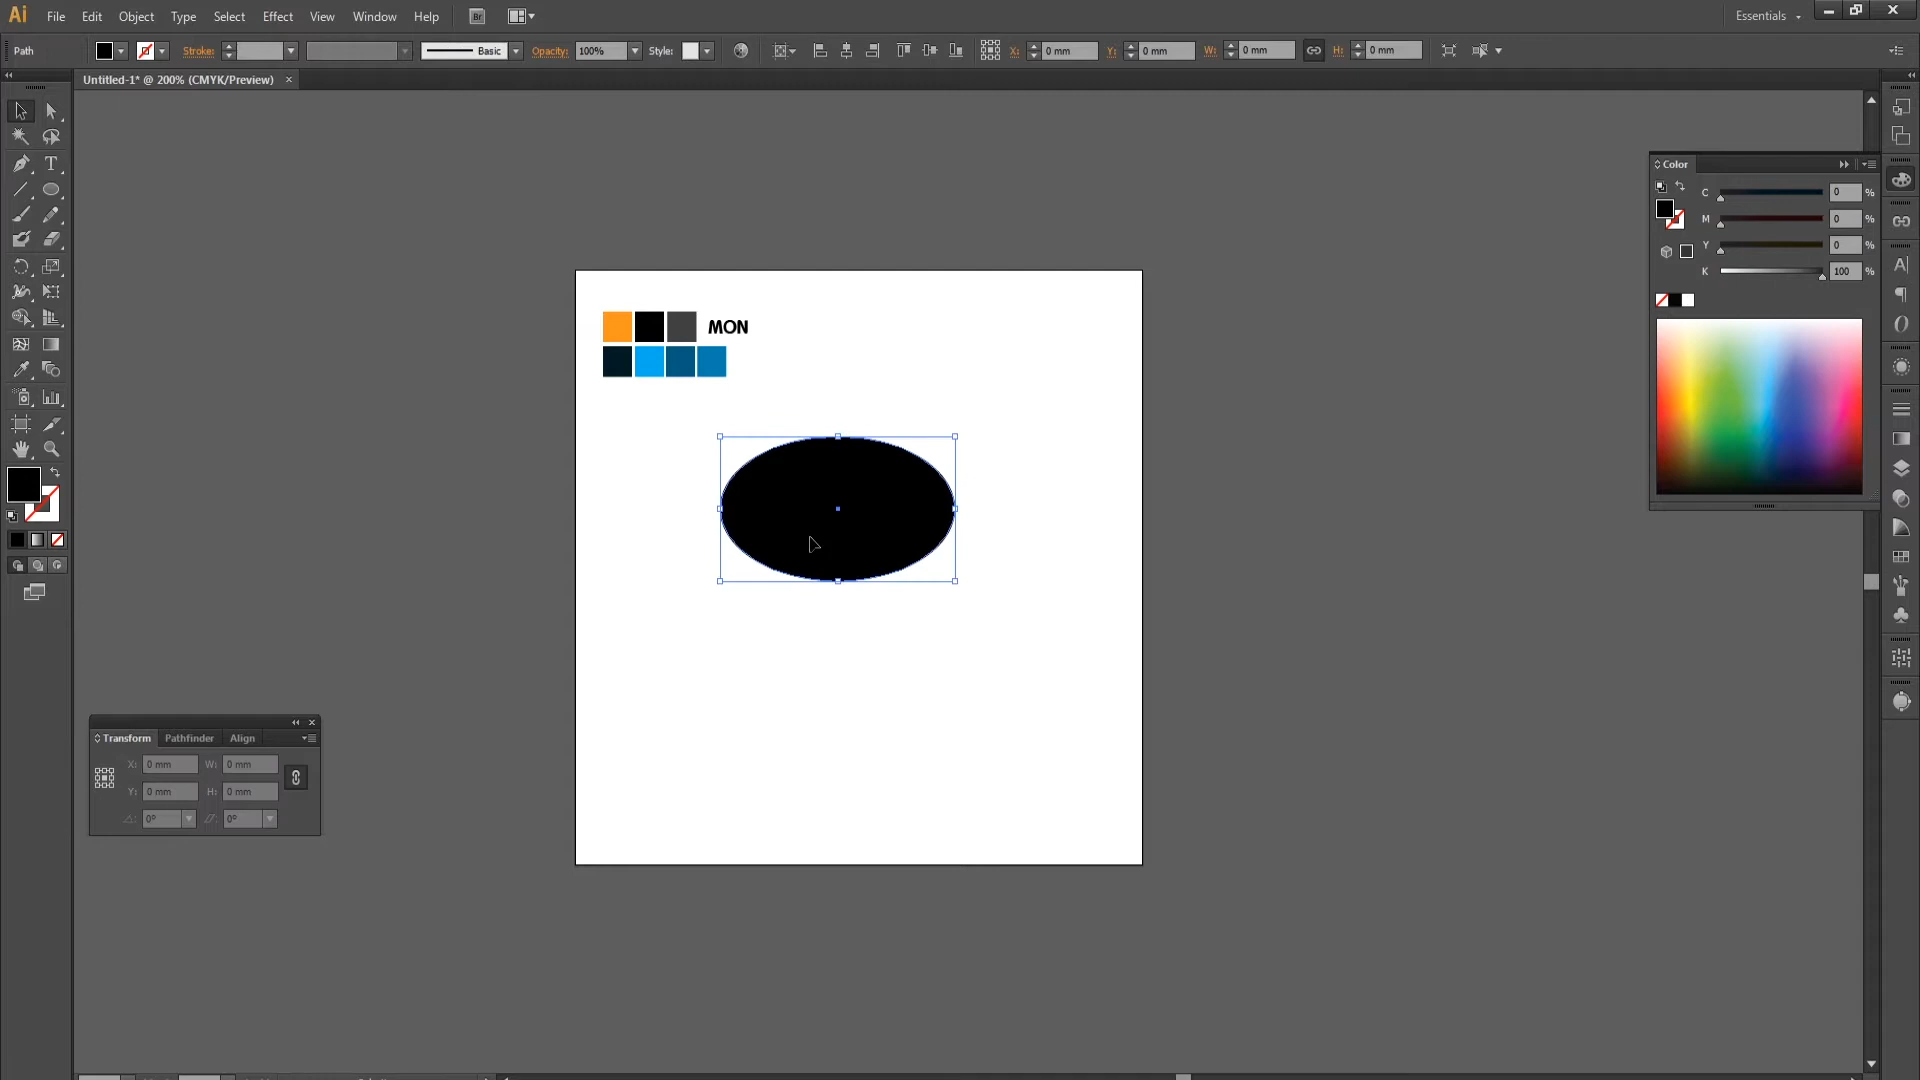 Ai File Edit Object Type Select Effect View Window Help Br Essentials
Path Stroke: Basic Opacity: 100% Style: X: 0 mm Y: 0 mm W: 0 mm H: 0 mm
Untitled-1* @ 200% (CMYK/Preview)
Color
C 0 %
M 0 %
Y 0 %
K 100 %
MON
Transform Pathfinder Align
X: 0 mm W: 0 mm
Y: 0 mm H: 0 mm
0° 0°